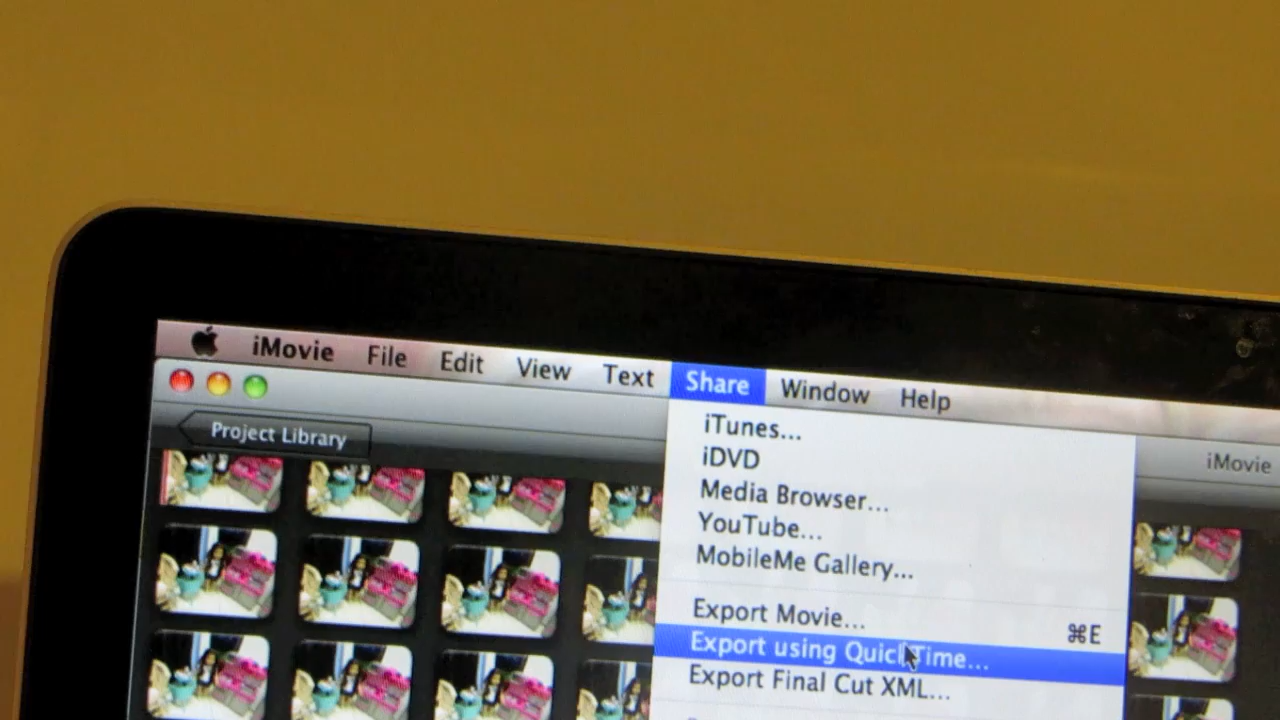 iMovie File Edit View Text Share Window Help
Project Library
iMovie
iTunes...
iDVD
Media Browser...
YouTube...
MobileMe Gallery...
Export Movie... ⌘E
Export using QuickTime...
Export Final Cut XML...